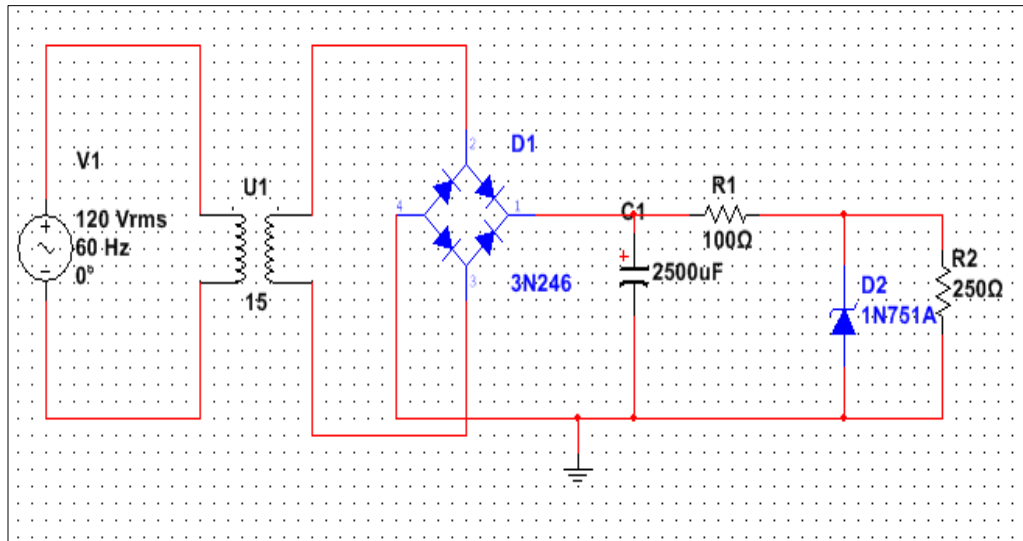 V1
120 Vrms
60 Hz
0°
U1
15
D1
2
4
1
3
3N246
C1
+
2500uF
R1
100Ω
D2
1N751A
R2
250Ω